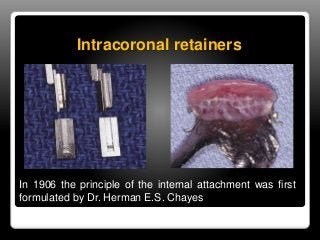 Intracoronal retainers
In 1906 the principle of the internal attachment was first
formulated by Dr. Herman E.S. Chayes